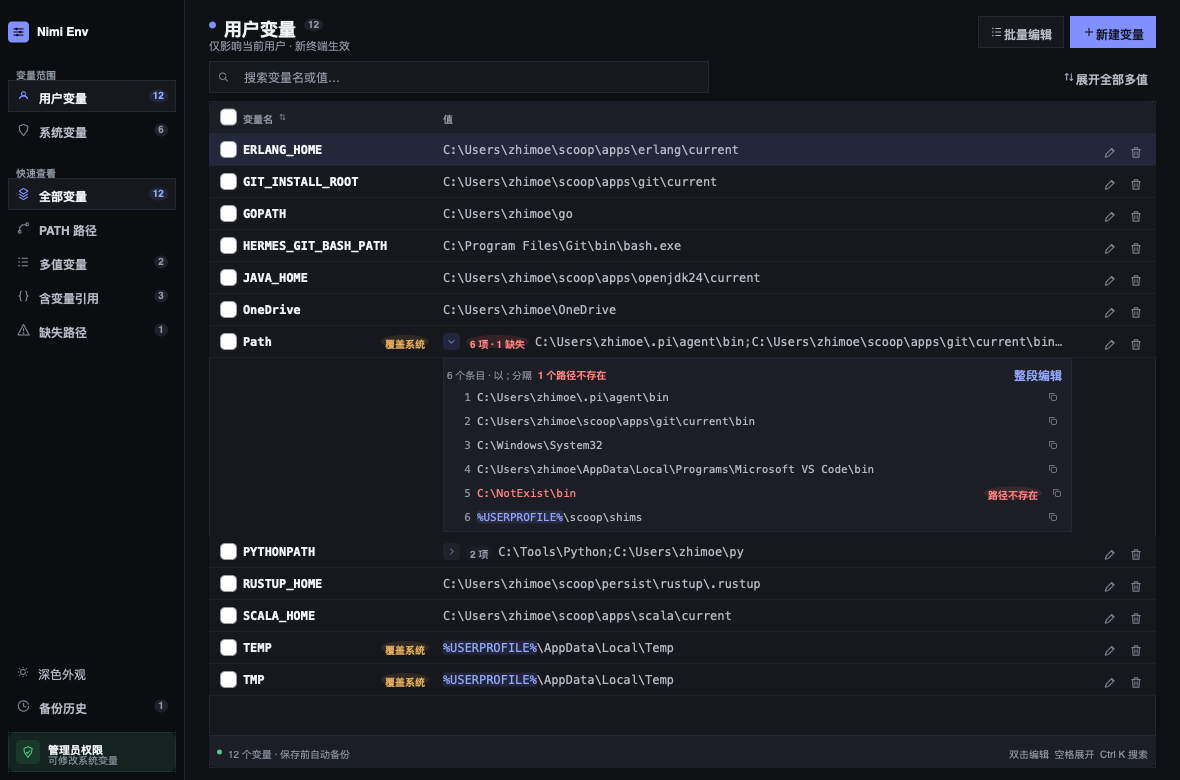 Nimi Env
变量范围
用户变量 12
系统变量 6
快速查看
全部变量 12
PATH 路径
多值变量 2
含变量引用 3
缺失路径 1
深色外观
备份历史 1
管理员权限
可修改系统变量
用户变量 12
仅影响当前用户 · 新终端生效
批量编辑
+新建变量
搜索变量名或值…
展开全部多值
变量名 值
ERLANG_HOME C:\Users\zhimoe\scoop\apps\erlang\current
GIT_INSTALL_ROOT C:\Users\zhimoe\scoop\apps\git\current
GOPATH C:\Users\zhimoe\go
HERMES_GIT_BASH_PATH C:\Program Files\Git\bin\bash.exe
JAVA_HOME C:\Users\zhimoe\scoop\apps\openjdk24\current
OneDrive C:\Users\zhimoe\OneDrive
Path 覆盖系统 6 项 · 1 缺失 C:\Users\zhimoe\.pi\agent\bin;C:\Users\zhimoe\scoop\apps\git\current\bin…
6 个条目 · 以 ; 分隔 1 个路径不存在 整段编辑
1 C:\Users\zhimoe\.pi\agent\bin
2 C:\Users\zhimoe\scoop\apps\git\current\bin
3 C:\Windows\System32
4 C:\Users\zhimoe\AppData\Local\Programs\Microsoft VS Code\bin
5 C:\NotExist\bin 路径不存在
6 %USERPROFILE%\scoop\shims
PYTHONPATH 2 项 C:\Tools\Python;C:\Users\zhimoe\py
RUSTUP_HOME C:\Users\zhimoe\scoop\persist\rustup\.rustup
SCALA_HOME C:\Users\zhimoe\scoop\apps\scala\current
TEMP 覆盖系统 %USERPROFILE%\AppData\Local\Temp
TMP 覆盖系统 %USERPROFILE%\AppData\Local\Temp
12 个变量 · 保存前自动备份
双击编辑 空格展开 Ctrl K 搜索